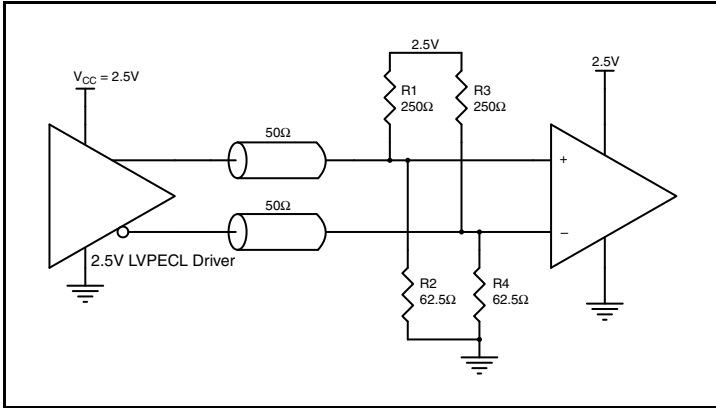 2.5V
2.5V
V_CC = 2.5V
R1
250Ω
R3
250Ω
50Ω
+
50Ω
−
2.5V LVPECL Driver
R2
62.5Ω
R4
62.5Ω